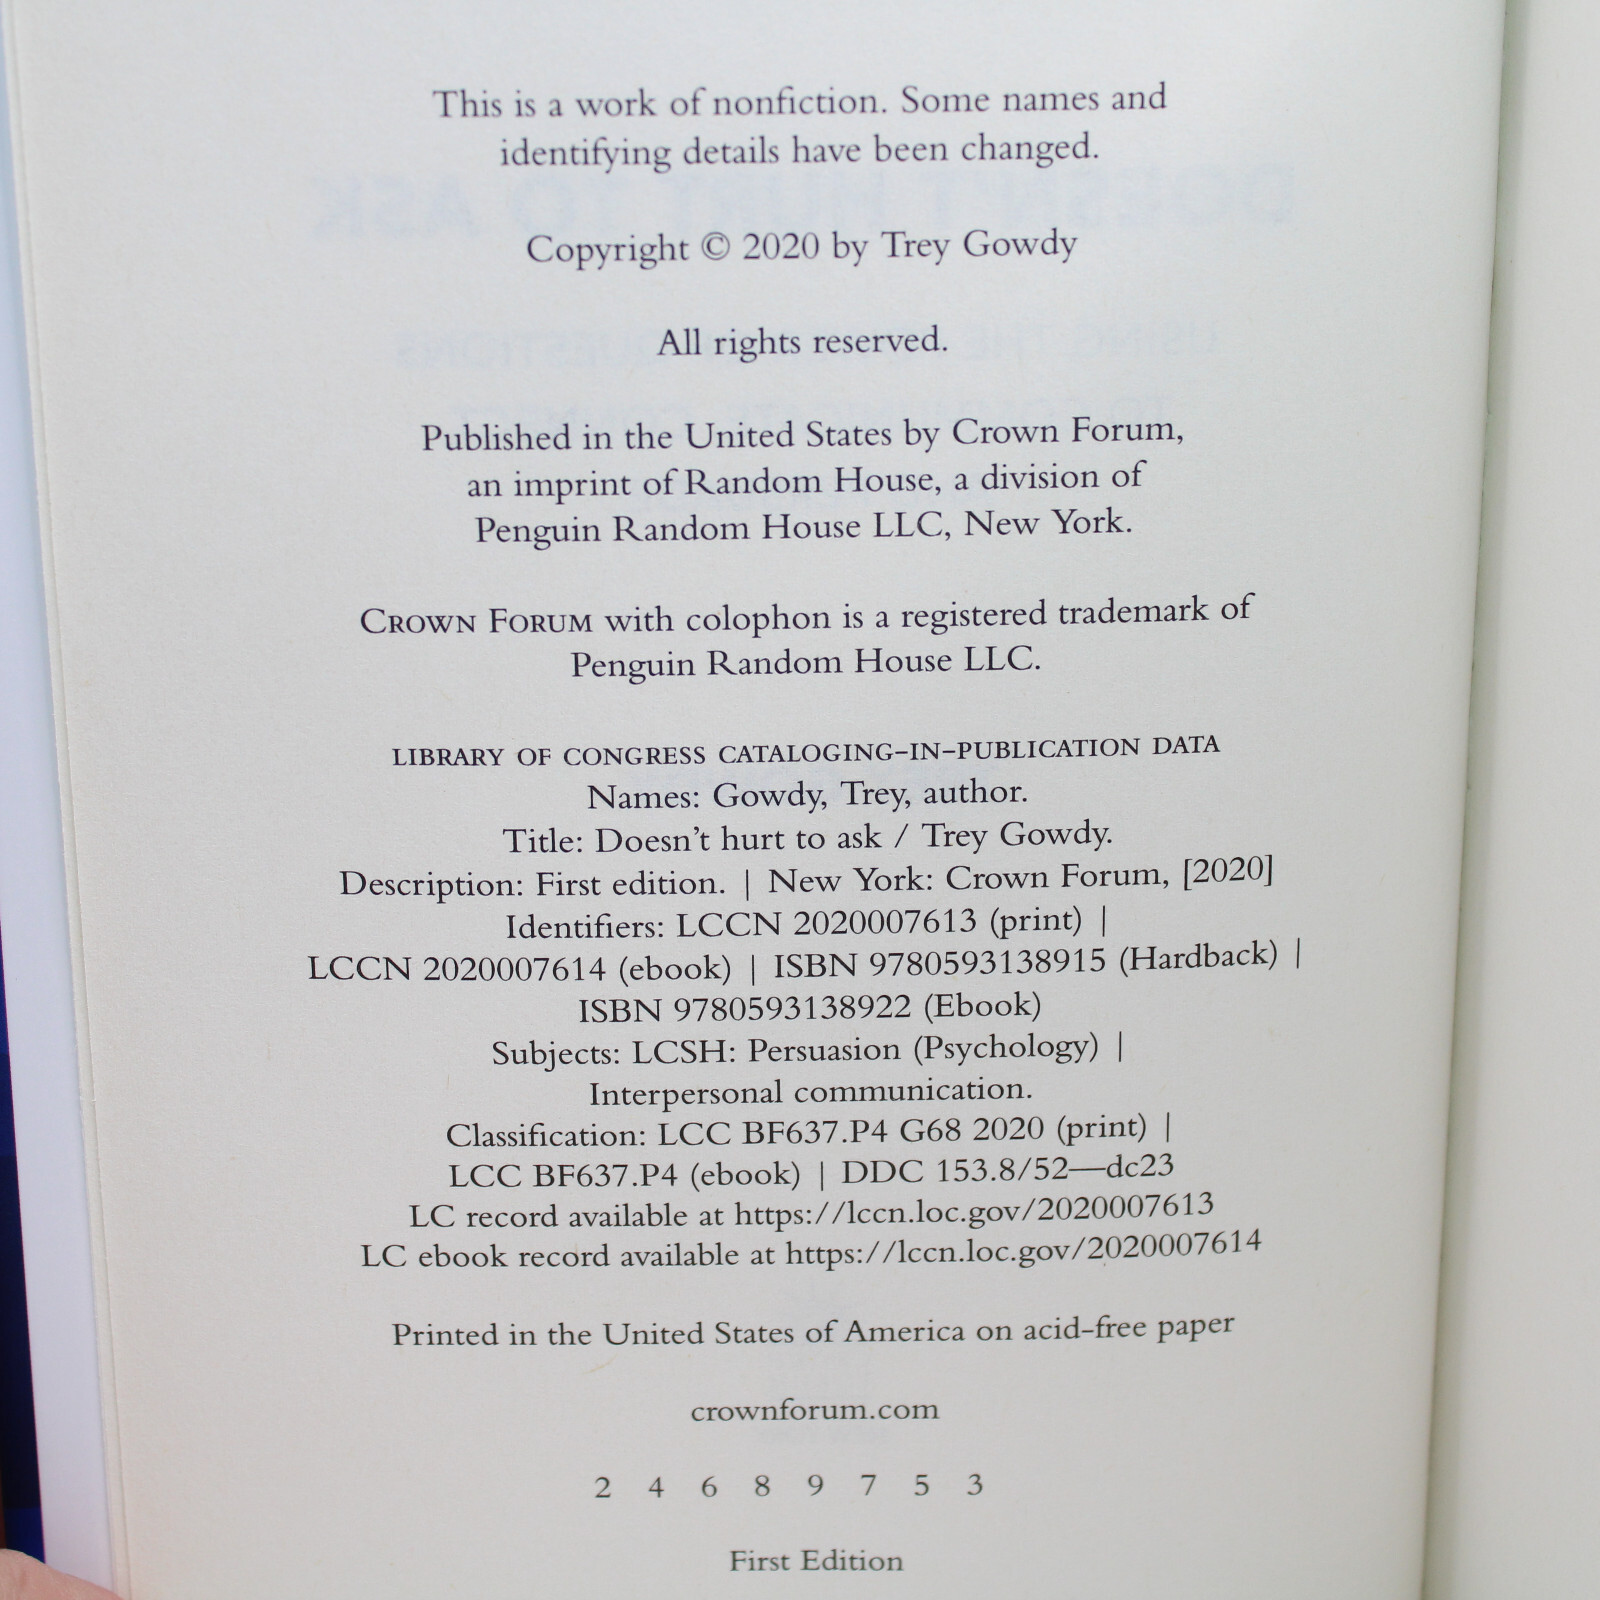 This is a work of nonfiction. Some names and
identifying details have been changed.
Copyright © 2020 by Trey Gowdy
All rights reserved.
Published in the United States by Crown Forum,
an imprint of Random House, a division of
Penguin Random House LLC, New York.
CROWN FORUM with colophon is a registered trademark of
Penguin Random House LLC.
LIBRARY OF CONGRESS CATALOGING-IN-PUBLICATION DATA
Names: Gowdy, Trey, author.
Title: Doesn't hurt to ask / Trey Gowdy.
Description: First edition. | New York: Crown Forum, [2020]
Identifiers: LCCN 2020007613 (print) |
LCCN 2020007614 (ebook) | ISBN 9780593138915 (Hardback) |
ISBN 9780593138922 (Ebook)
Subjects: LCSH: Persuasion (Psychology) |
Interpersonal communication.
Classification: LCC BF637.P4 G68 2020 (print) |
LCC BF637.P4 (ebook) | DDC 153.8/52—dc23
LC record available at https://lccn.loc.gov/2020007613
LC ebook record available at https://lccn.loc.gov/2020007614
Printed in the United States of America on acid-free paper
crownforum.com
2 4 6 8 9 7 5 3
First Edition